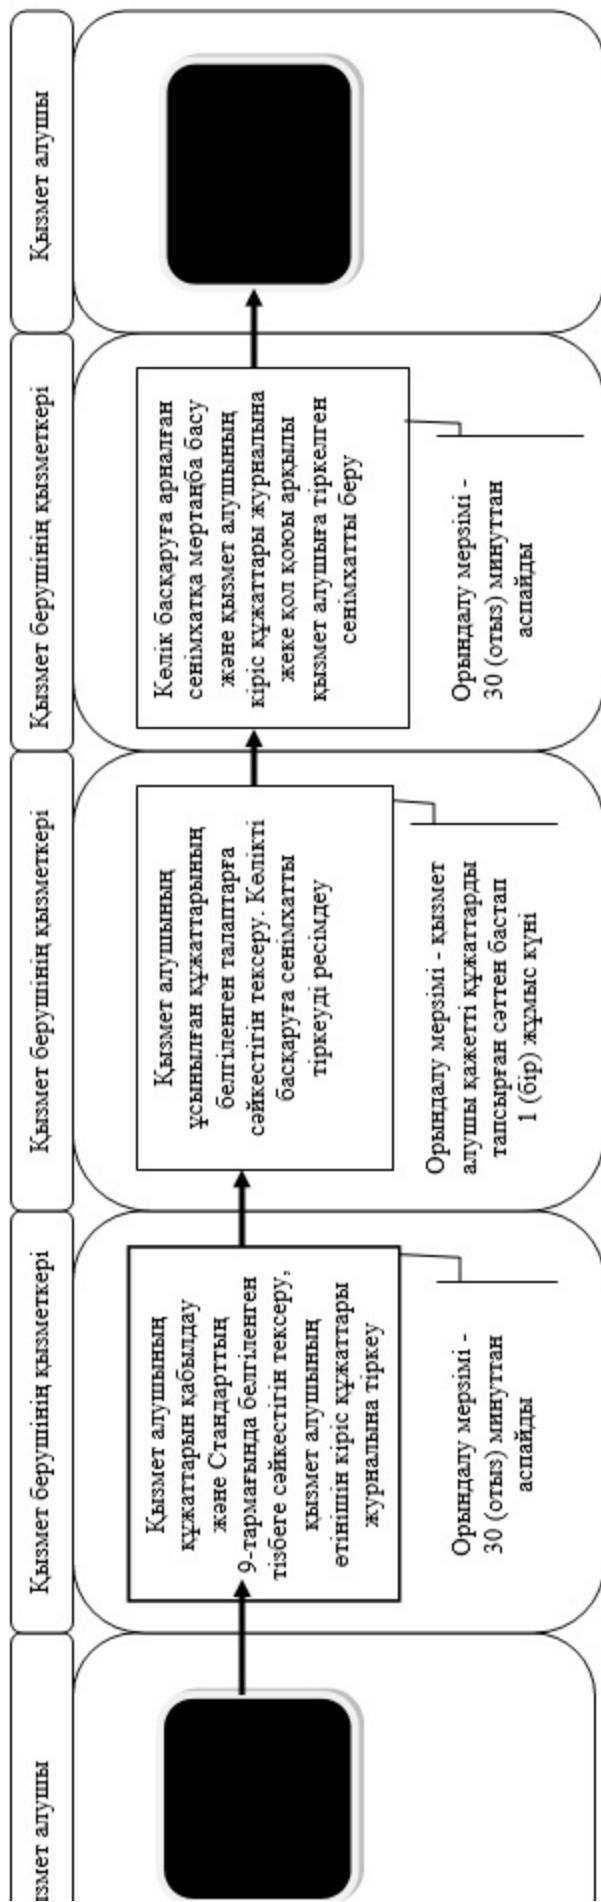 ызмет алушы
Қызмет берушінің қызметкері
Қызмет алушының
құжаттарын қабылдау
және Стандарттың
9-тармағында белгіленген
тізбеге сәйкестігін тексеру,
қызмет алушының
өтінішін кіріс құжаттары
журналына тіркеу
Орындалу мерзімі -
30 (отыз) минуттан
аспайды
Қызмет берушінің қызметкері
Қызмет алушының
ұсынылған құжаттарының
белгіленген талаптарға
сәйкестігін тексеру. Көлікті
басқаруға сенімхатты
тіркеуді ресімдеу
Орындалу мерзімі - қызмет
алушы қажетті құжаттарды
тапсырған сәттен бастап
1 (бір) жұмыс күні
Қызмет берушінің қызметкері
Көлік басқаруға арналған
сенімхатқа мөртаңба басу
және қызмет алушының
кіріс құжаттары журналына
жеке қол қоюы арқылы
қызмет алушыға тіркелген
сенімхатты беру
Орындалу мерзімі -
30 (отыз) минуттан
аспайды
Қызмет алушы